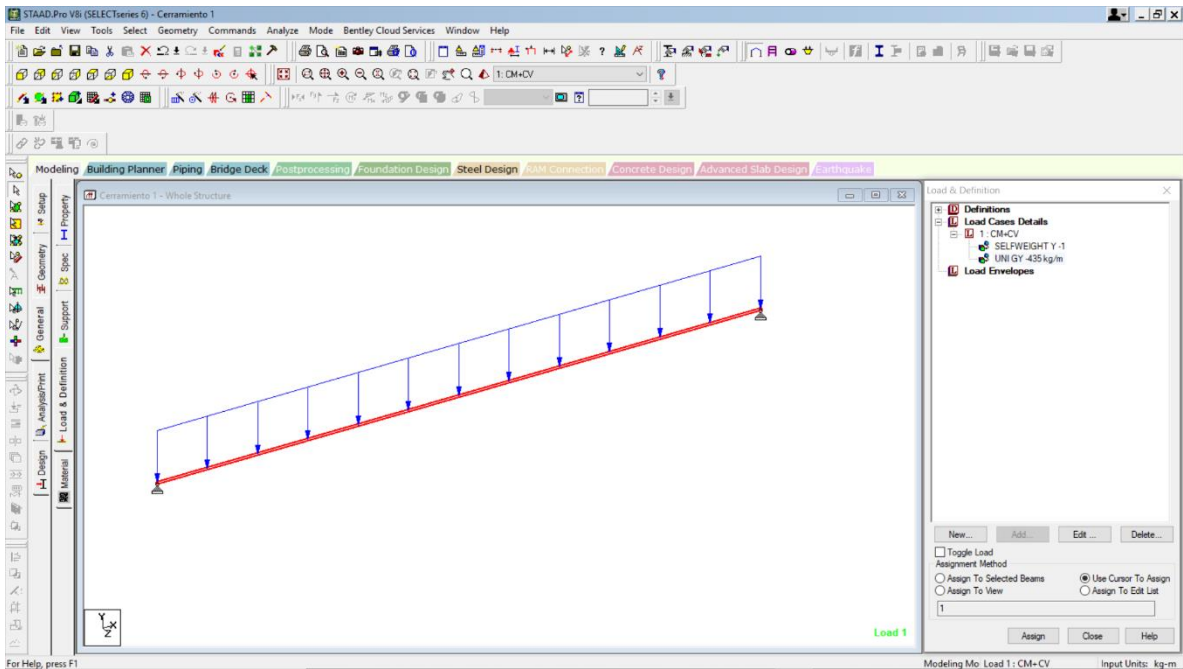 STAAD.Pro V8i (SELECTseries 6) - Cerramiento 1
File Edit View Tools Select Geometry Commands Analyze Mode Bentley Cloud Services Window Help
1: CM+CV
Modeling Building Planner Piping Bridge Deck Postprocessing Foundation Design Steel Design RAM Connection Concrete Design Advanced Slab Design Earthquake
Setup
Geometry
General
Analysis/Print
Design
Property
Spec
Support
Load & Definition
Material
Cerramiento 1 - Whole Structure
Y
X
Z
Load 1
Load & Definition
Definitions
Load Cases Details
1 : CM+CV
SELFWEIGHT Y -1
UNI GY -435 kg/m
Load Envelopes
New... Add... Edit ... Delete...
Toggle Load
Assignment Method
Assign To Selected Beams Use Cursor To Assign
Assign To View Assign To Edit List
1
Assign Close Help
For Help, press F1 Modeling Mo Load 1 : CM+CV Input Units: kg-m